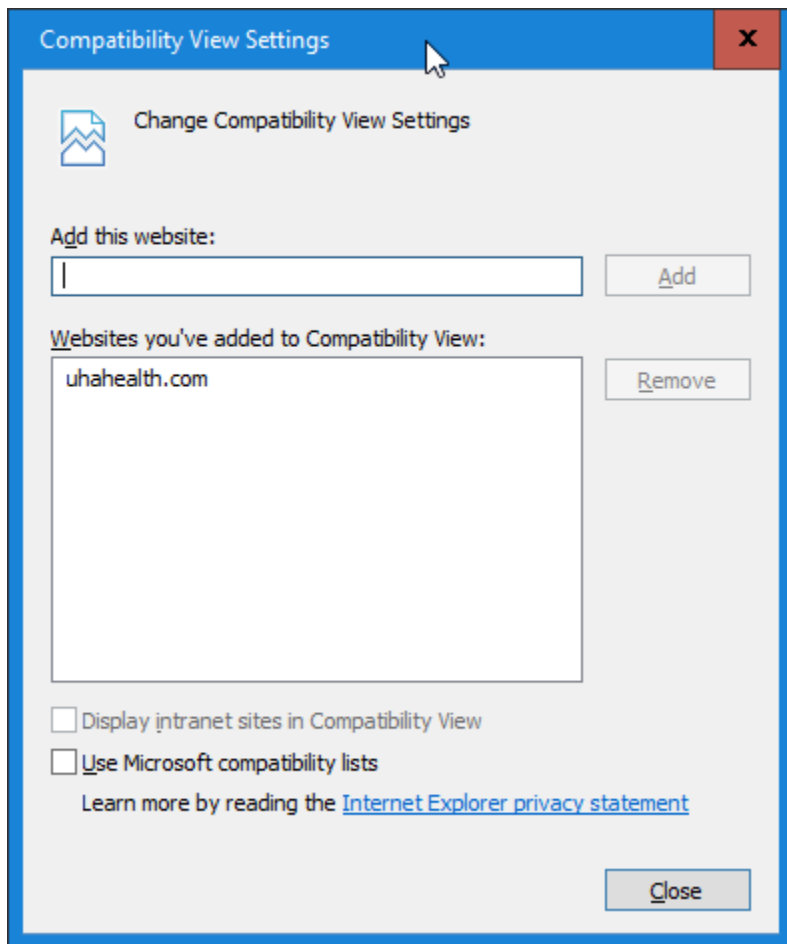 Compatibility View Settings
x
Change Compatibility View Settings
Add this website:
Add
Websites you've added to Compatibility View:
uhahealth.com
Remove
Display intranet sites in Compatibility View
Use Microsoft compatibility lists
Learn more by reading the Internet Explorer privacy statement
Close